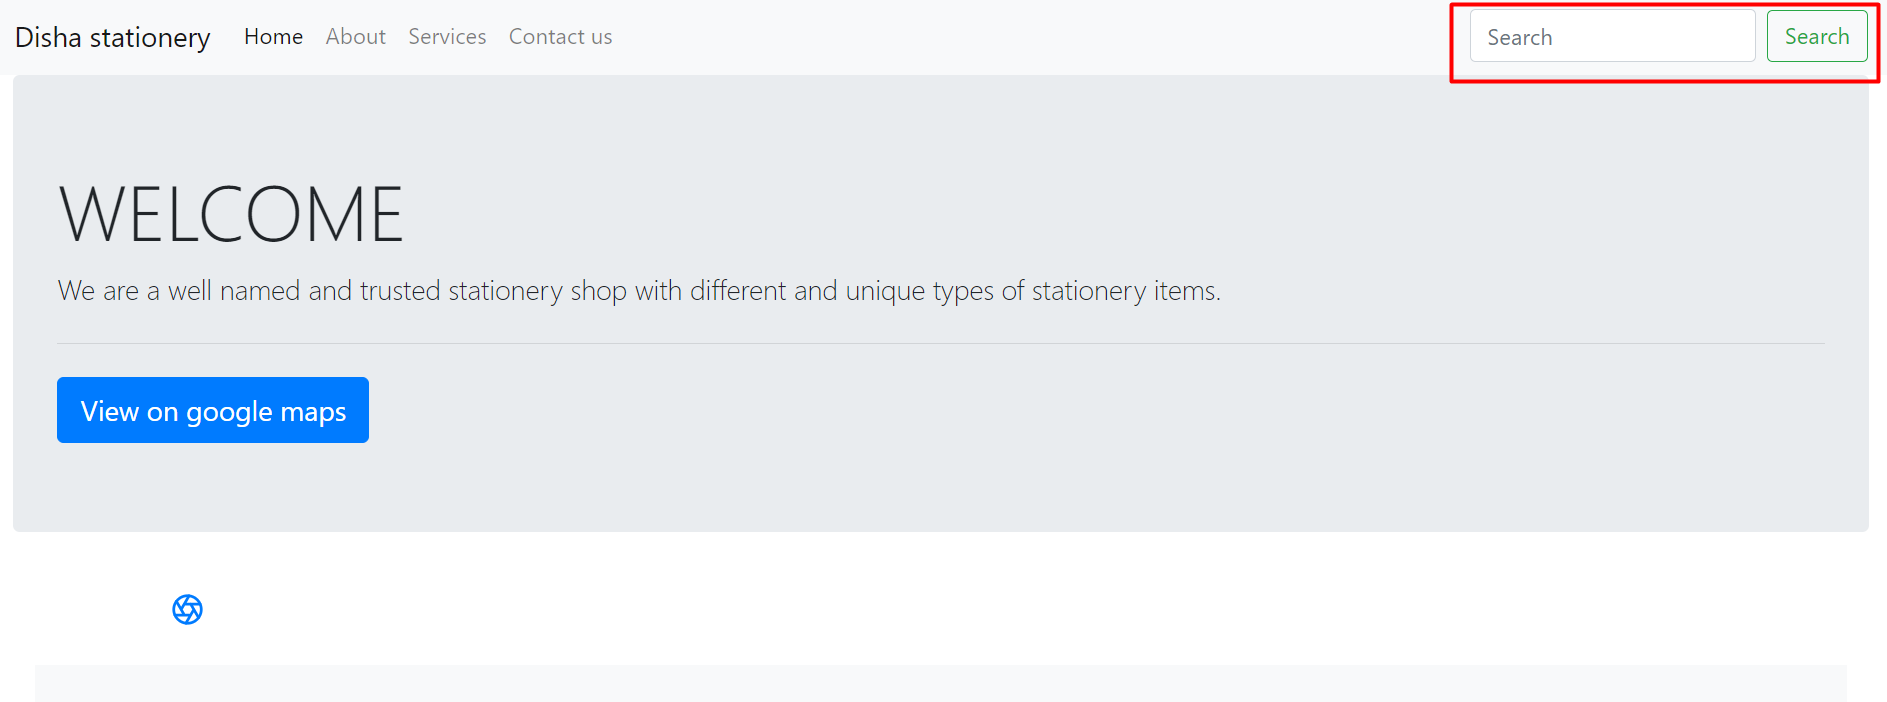 Disha stationery Home About Services Contact us Search Search
WELCOME
We are a well named and trusted stationery shop with different and unique types of stationery items.
View on google maps